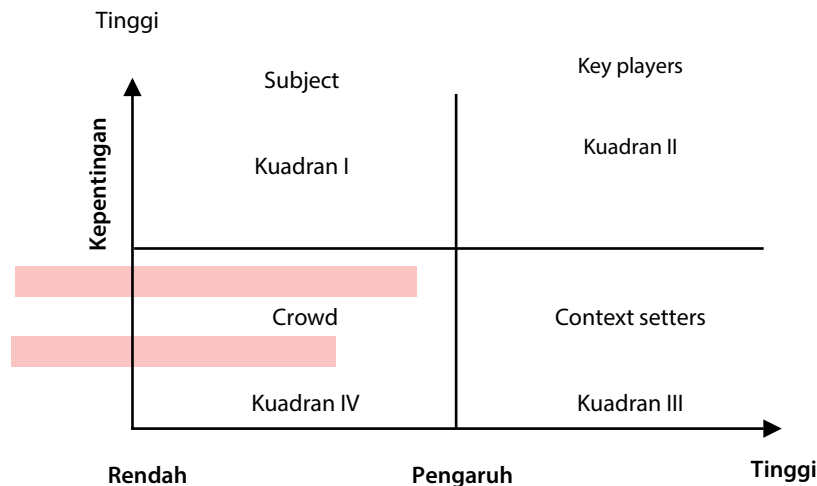 Tinggi
Subject
Key players
Kuadran I
Kuadran II
Kepentingan
Crowd
Context setters
Kuadran IV
Kuadran III
Rendah
Pengaruh
Tinggi